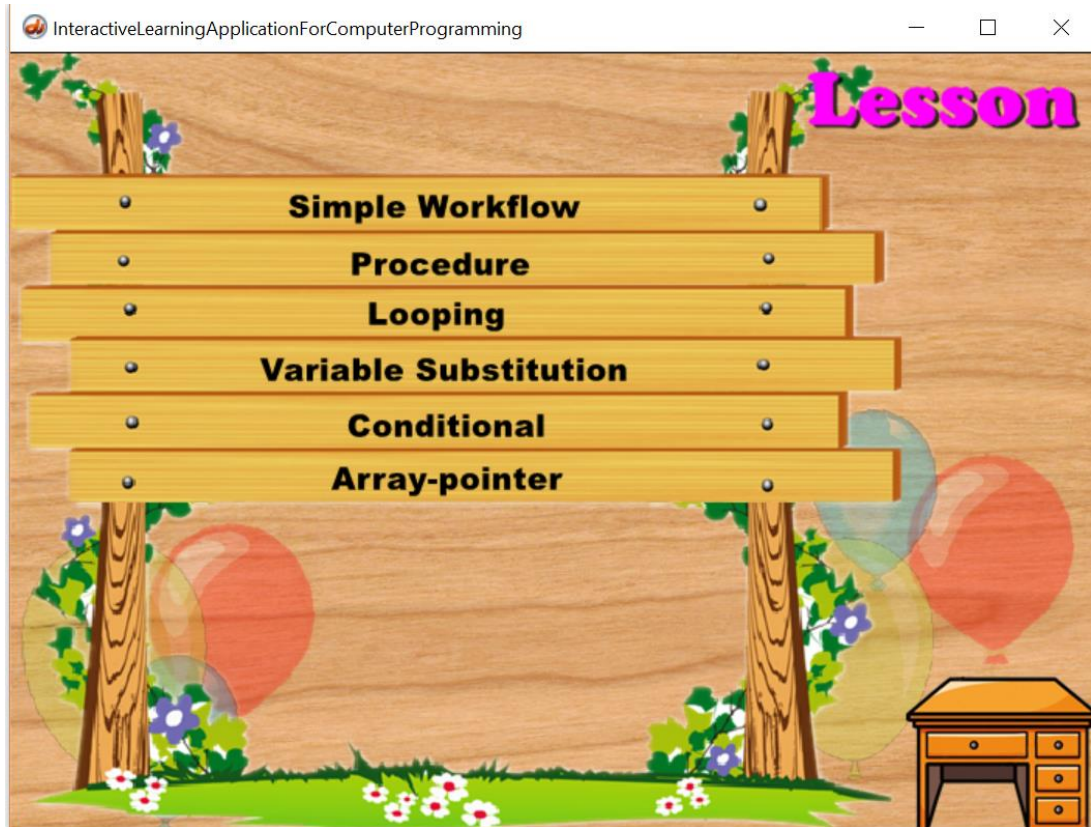 InteractiveLearningApplicationForComputerProgramming
Lesson
Simple Workflow
Procedure
Looping
Variable Substitution
Conditional
Array-pointer